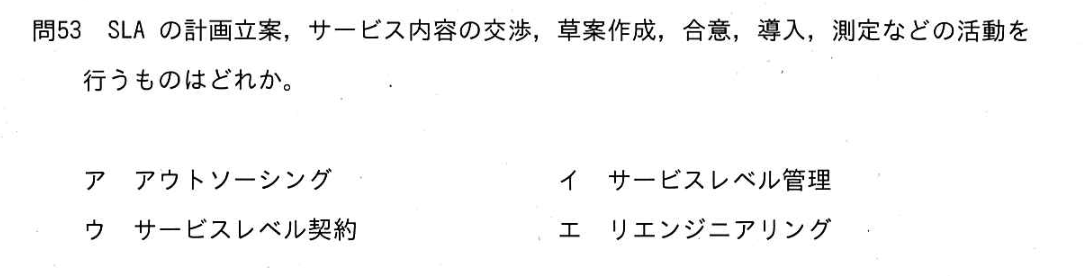 問53 SLA の計画立案，サービス内容の交渉，草案作成，合意，導入，測定などの活動を
行うものはどれか。
ア アウトソーシング イ サービスレベル管理
ウ サービスレベル契約 エ リエンジニアリング